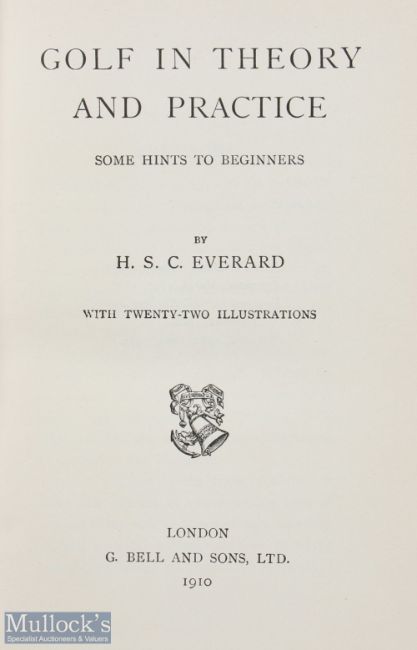 GOLF IN THEORY
AND PRACTICE
SOME HINTS TO BEGINNERS
BY
H. S. C. EVERARD
WITH TWENTY-TWO ILLUSTRATIONS
LONDON
G. BELL AND SONS, LTD.
1910
Mullock's
Specialist Auctioneers & Valuers